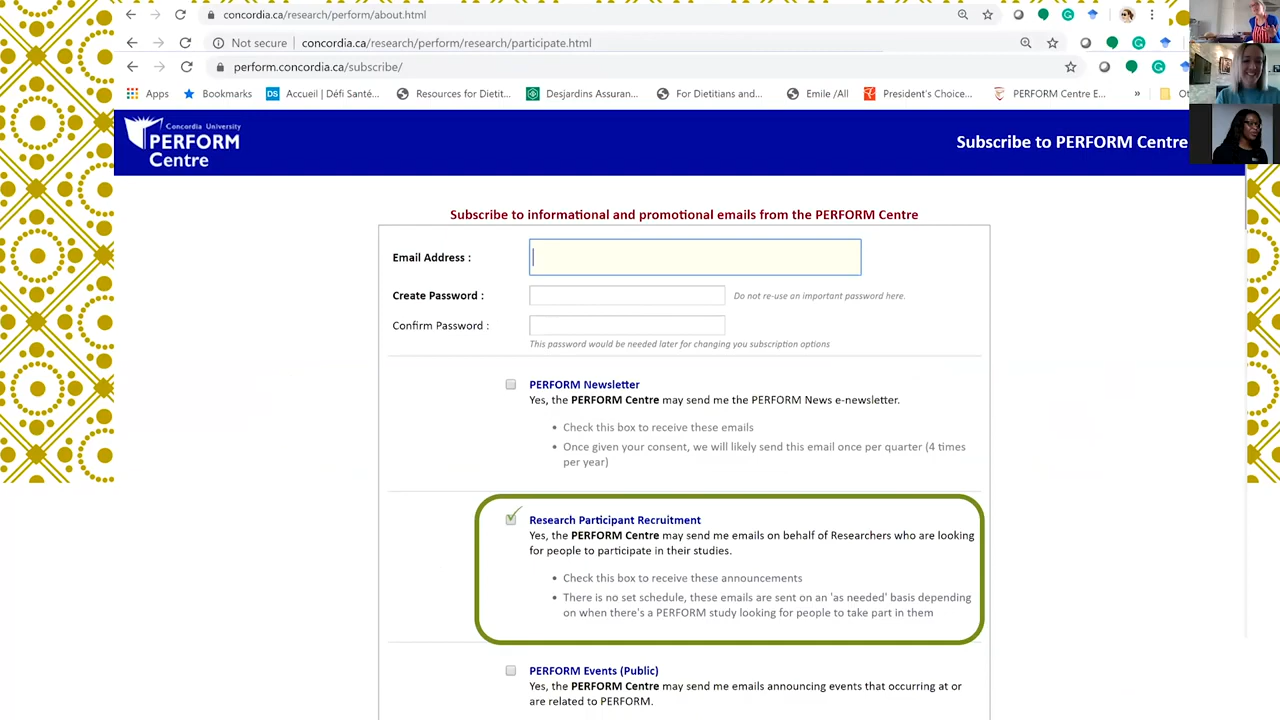 concordia.ca/research/perform/about.html
Not secure concordia.ca/research/perform/research/participate.html
perform.concordia.ca/subscribe/
Apps Bookmarks DS Accueil | Défi Santé... Resources for Dietit... Desjardins Assuran... For Dietitians and... Emile /All President's Choice... PERFORM Centre E... » Ot
Concordia University
PERFORM
Centre
Subscribe to PERFORM Centre
Subscribe to informational and promotional emails from the PERFORM Centre
Email Address :
Create Password : Do not re-use an important password here.
Confirm Password :
This password would be needed later for changing you subscription options
PERFORM Newsletter
Yes, the PERFORM Centre may send me the PERFORM News e-newsletter.
• Check this box to receive these emails
• Once given your consent, we will likely send this email once per quarter (4 times
per year)
Research Participant Recruitment
Yes, the PERFORM Centre may send me emails on behalf of Researchers who are looking
for people to participate in their studies.
• Check this box to receive these announcements
• There is no set schedule, these emails are sent on an 'as needed' basis depending
on when there's a PERFORM study looking for people to take part in them
PERFORM Events (Public)
Yes, the PERFORM Centre may send me emails announcing events that occurring at or
are related to PERFORM.